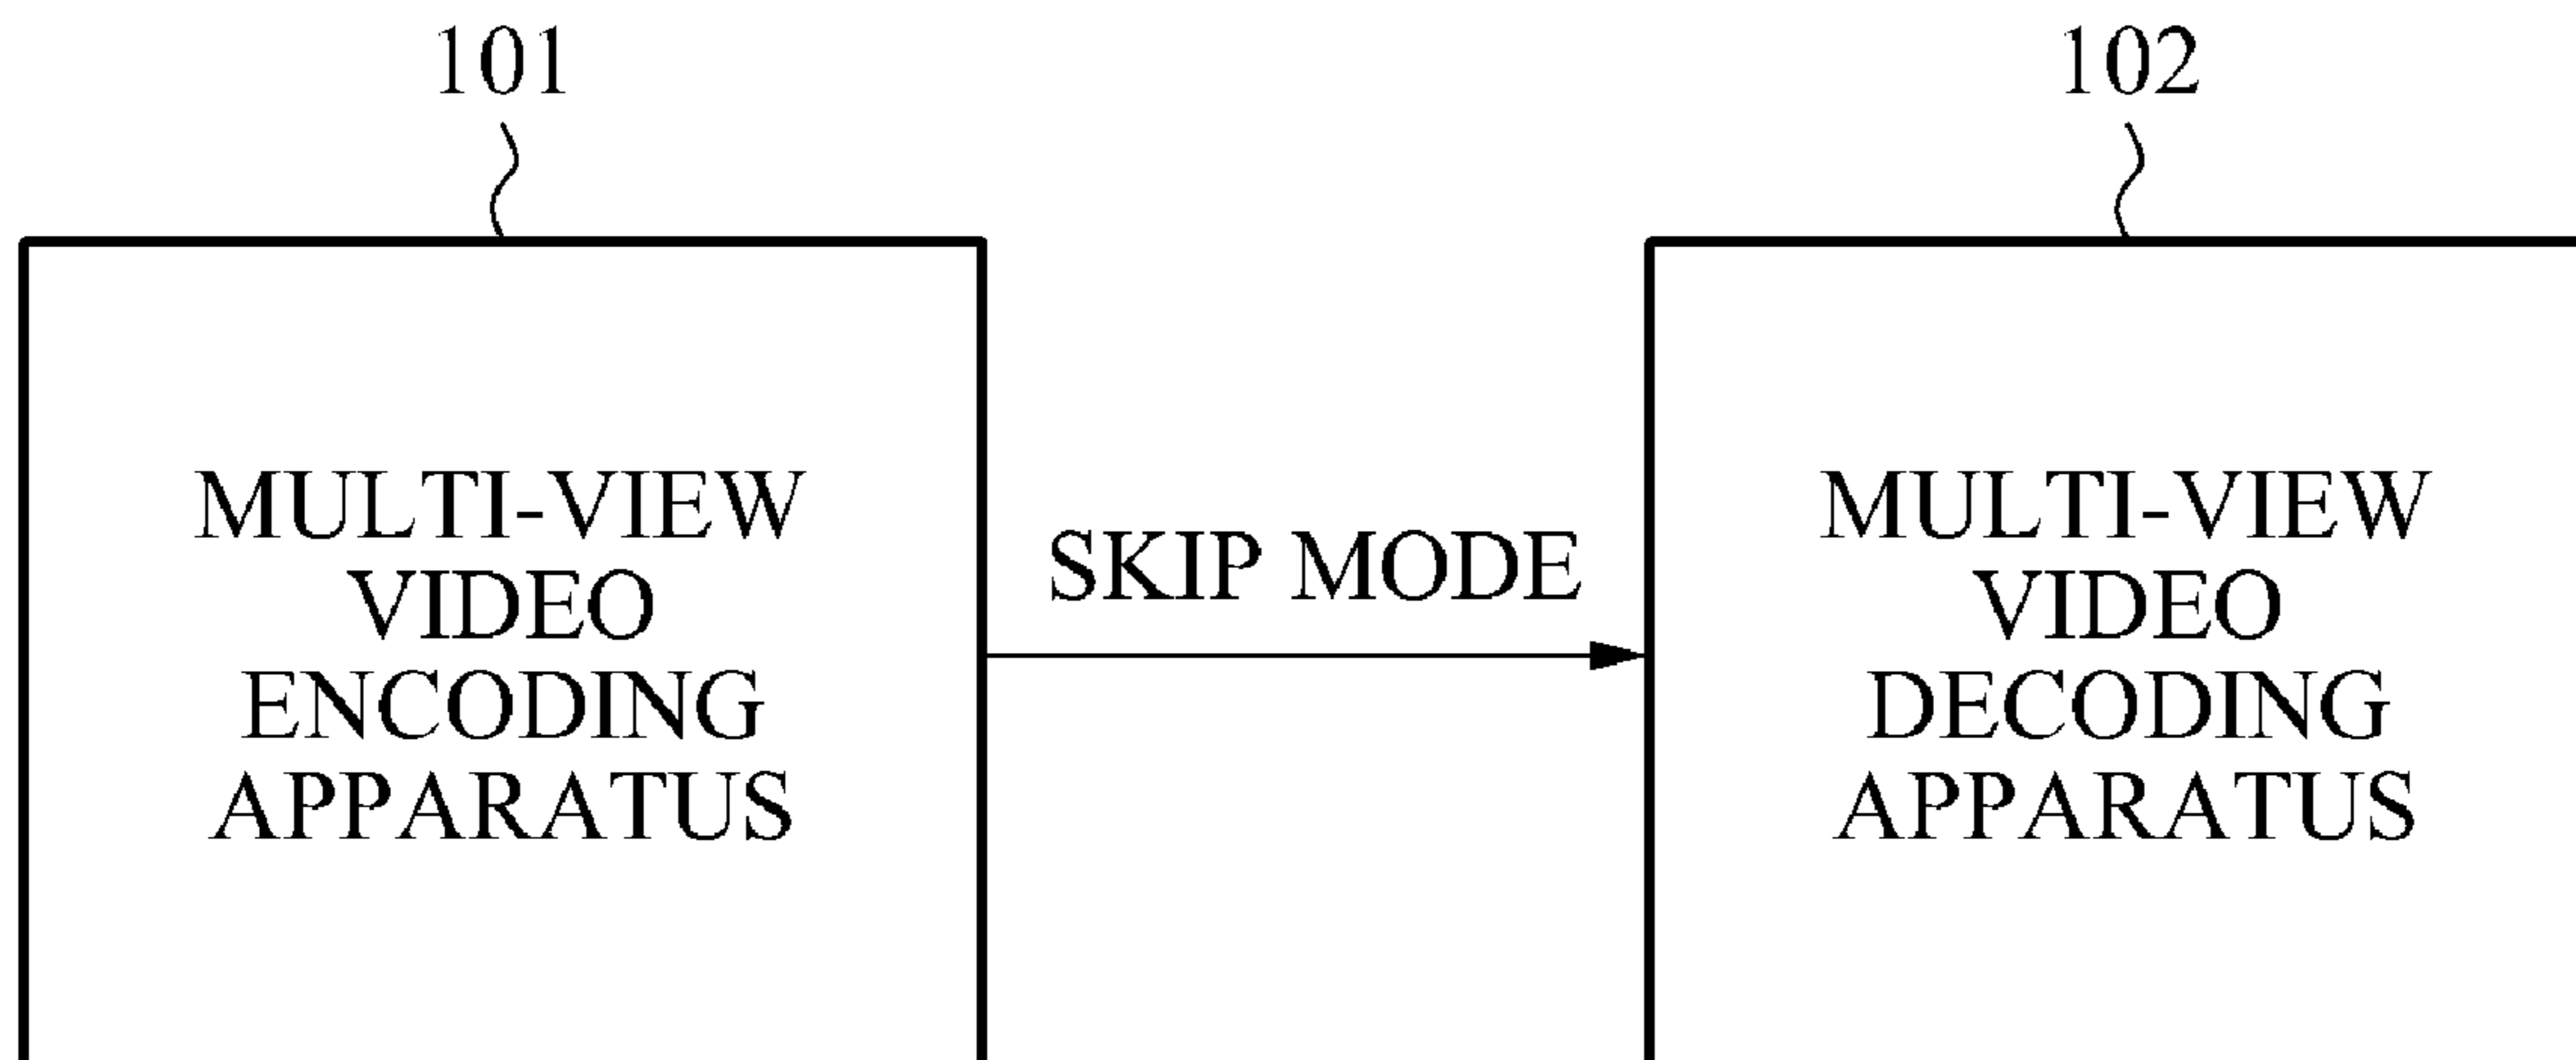 101
102
MULTI-VIEW
VIDEO
ENCODING
APPARATUS
SKIP MODE
MULTI-VIEW
VIDEO
DECODING
APPARATUS